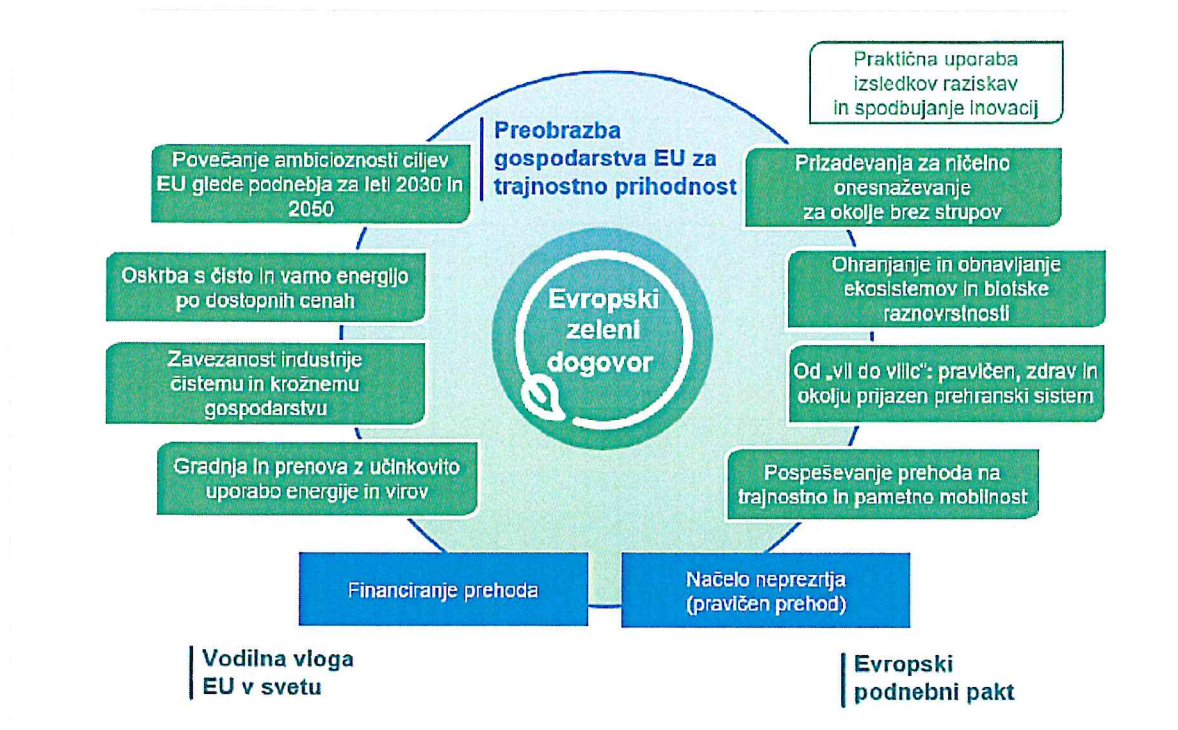 Praktična uporaba
izsledkov raziskav
in spodbujanje inovacij
Preobrazba
gospodarstva EU za
trajnostno prihodnost
Povečanje ambicioznosti ciljev
EU glede podnebja za leti 2030 in
2050
Prizadevanja za ničelno
onesnaževanje
za okolje brez strupov
Oskrba s čisto in varno energijo
po dostopnih cenah
Ohranjanje in obnavljanje
ekosistemov in biotske
raznovrstnosti
Evropski
zeleni
dogovor
Zavezanost industrije
čistemu in krožnemu
gospodarstvu
Od „vil do vilic“: pravičen, zdrav in
okolju prijazen prehranski sistem
Gradnja in prenova z učinkovito
uporabo energije in virov
Pospeševanje prehoda na
trajnostno in pametno mobilnost
Financiranje prehoda
Načelo neprezrtja
(pravičen prehod)
Vodilna vloga
EU v svetu
Evropski
podnebni pakt